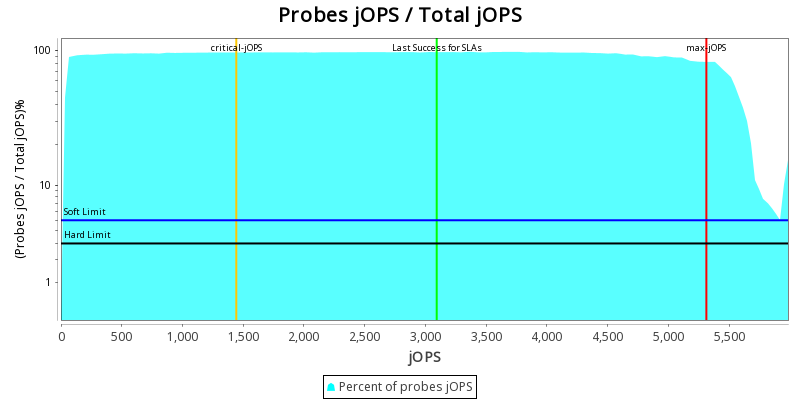 Probes jOPS / Total jOPS
(Probes jOPS / Total jOPS)%
100
10
1
critical-jOPS
Last Success for SLAs
max-jOPS
Soft Limit
Hard Limit
0 500 1,000 1,500 2,000 2,500 3,000 3,500 4,000 4,500 5,000 5,500
jOPS
Percent of probes jOPS